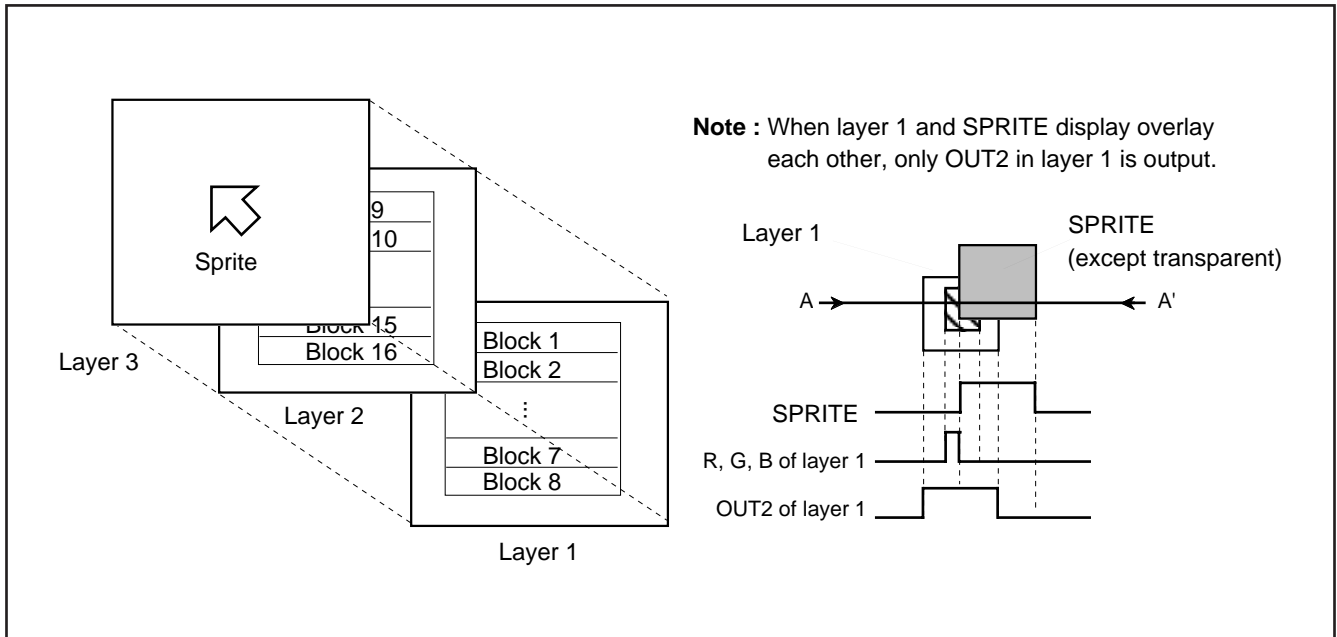 Sprite
Layer 3
9
10
Block 15
Block 16
Layer 2
Block 1
Block 2
⋮
Block 7
Block 8
Layer 1
Note : When layer 1 and SPRITE display overlay
each other, only OUT2 in layer 1 is output.
Layer 1
SPRITE
(except transparent)
A
A'
SPRITE
R, G, B of layer 1
OUT2 of layer 1